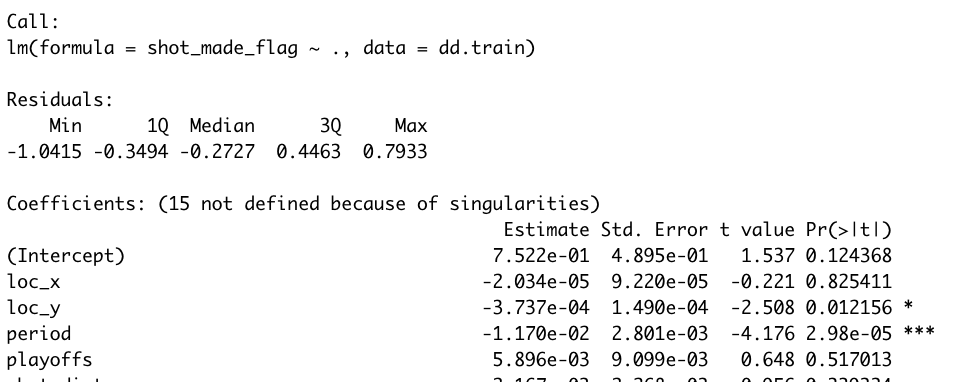 Call:
lm(formula = shot_made_flag ~ ., data = dd.train)
Residuals:
Min 1Q Median 3Q Max
-1.0415 -0.3494 -0.2727 0.4463 0.7933
Coefficients: (15 not defined because of singularities)
Estimate Std. Error t value Pr(>|t|)
(Intercept) 7.522e-01 4.895e-01 1.537 0.124368
loc_x -2.034e-05 9.220e-05 -0.221 0.825411
loc_y -3.737e-04 1.490e-04 -2.508 0.012156 *
period -1.170e-02 2.801e-03 -4.176 2.98e-05 ***
playoffs 5.896e-03 9.099e-03 0.648 0.517013